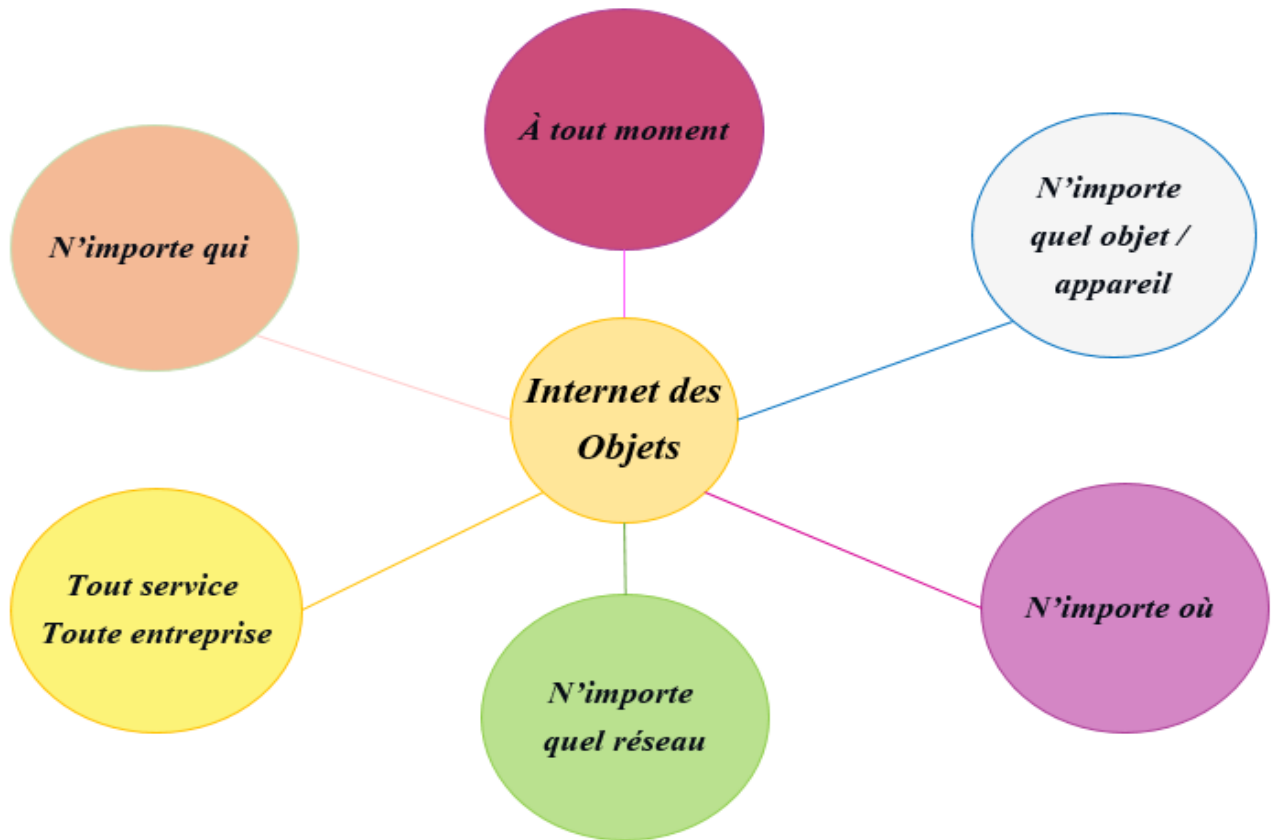 À tout moment
N'importe qui
N'importe
quel objet /
appareil
Internet des
Objets
Tout service
Toute entreprise
N'importe où
N'importe
quel réseau